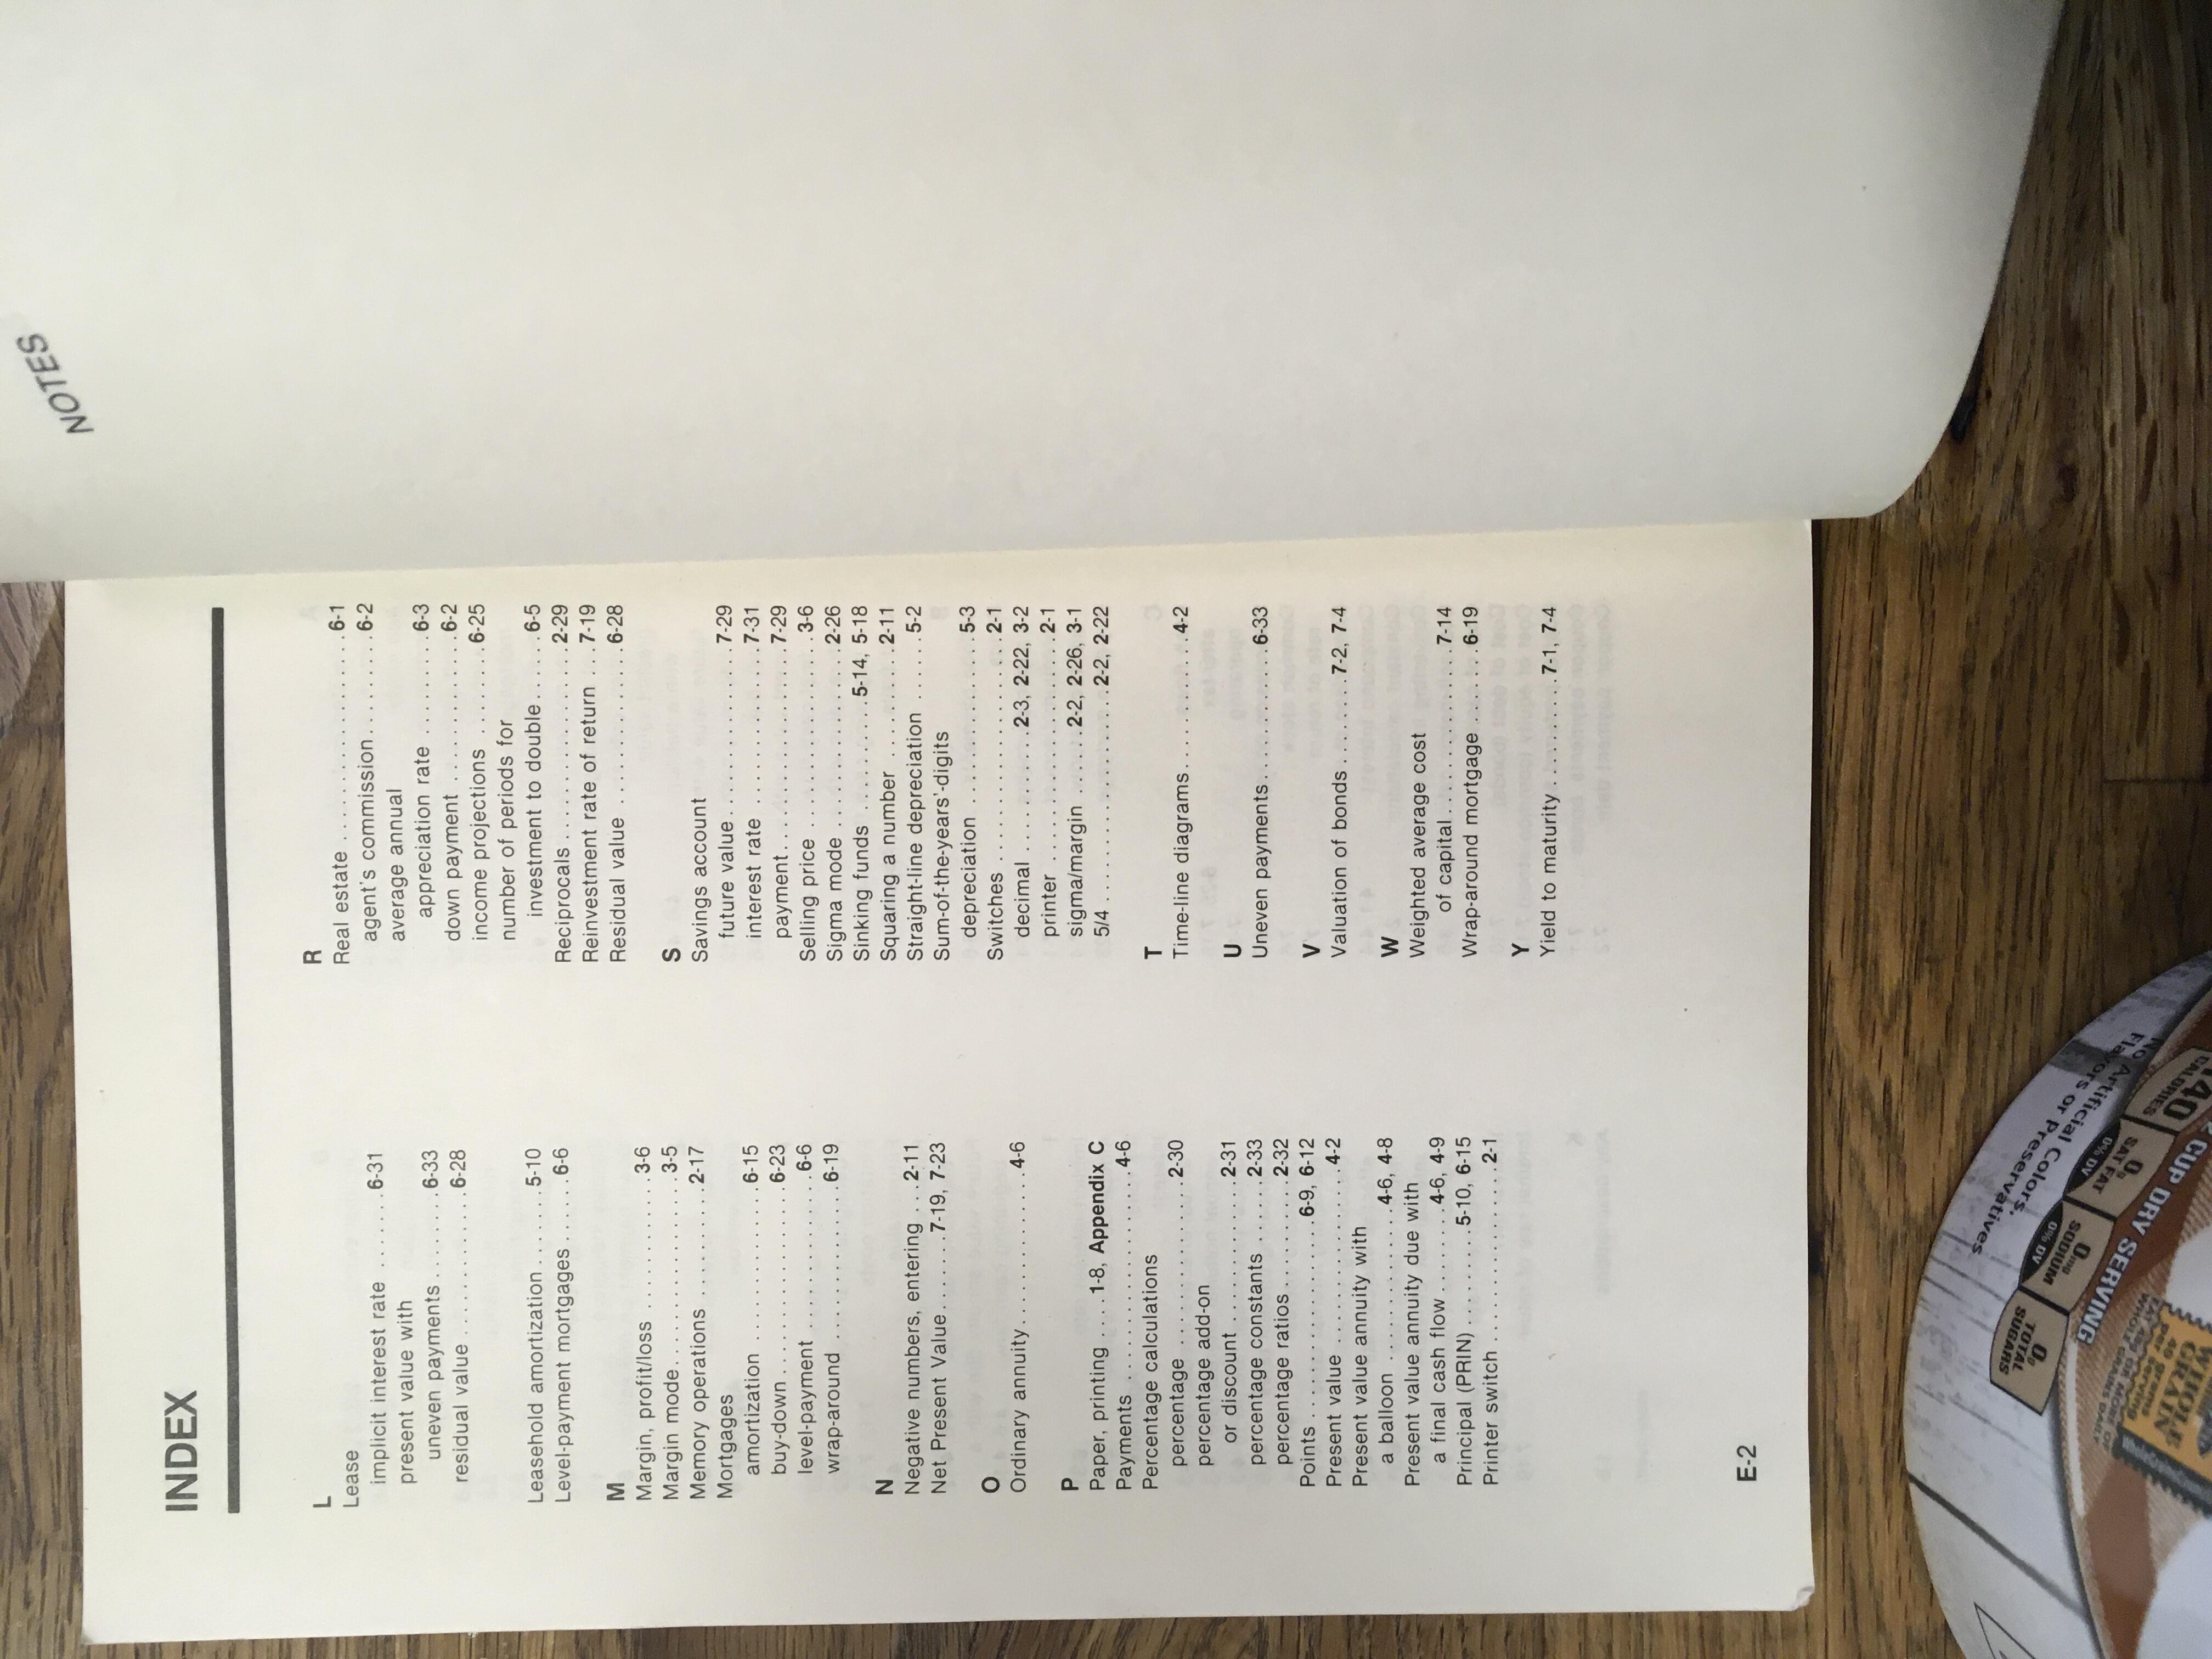 INDEX
L
Lease
implicit interest rate .......6-31
present value with
uneven payments ........6-33
residual value .............6-28
Leasehold amortization .......5-10
Level-payment mortgages ......6-6
M
Margin, profit/loss ............3-6
Margin mode.................3-5
Memory operations ..........2-17
Mortgages
amortization ..............6-15
buy-down .................6-23
level-payment ..............6-6
wrap-around ..............6-19
N
Negative numbers, entering ...2-11
Net Present Value.......7-19, 7-23
O
Ordinary annuity..............4-6
P
Paper, printing ....1-8, Appendix C
Payments ...................4-6
Percentage calculations
percentage ...............2-30
percentage add-on
or discount .............2-31
percentage constants ......2-33
percentage ratios ..........2-32
Points ..................6-9, 6-12
Present value ................4-2
Present value annuity with
a balloon ..............4-6, 4-8
Present value annuity due with
a final cash flow ........4-6, 4-9
Principal (PRIN) .........5-10, 6-15
Printer switch ................2-1
R
Real estate ..................6-1
agent's commission.........6-2
average annual
appreciation rate .........6-3
down payment .............6-2
income projections ........6-25
number of periods for
investment to double......6-5
Reciprocals .................2-29
Reinvestment rate of return ...7-19
Residual value ..............6-28
S
Savings account
future value...............7-29
interest rate ..............7-31
payment..................7-29
Selling price .................3-6
Sigma mode ................2-26
Sinking funds ..........5-14, 5-18
Squaring a number ..........2-11
Straight-line depreciation ......5-2
Sum-of-the-years'-digits
depreciation ...............5-3
Switches ....................2-1
decimal ...........2-3, 2-22, 3-2
printer ....................2-1
sigma/margin ......2-2, 2-26, 3-1
5/4 ...................2-2, 2-22
T
Time-line diagrams............4-2
U
Uneven payments............6-33
V
Valuation of bonds ........7-2, 7-4
W
Weighted average cost
of capital...............7-14
Wrap-around mortgage .......6-19
Y
Yield to maturity ..........7-1, 7-4
E-2
NOTES
No Artificial Colors,
Flavors or Preservatives
0g
TOTAL
SUGARS
0mg
SODIUM
0% DV
0g
SAT FAT
0% DV
140
CALORIES
CUP DRY SERVING
WHOLE
GRAIN